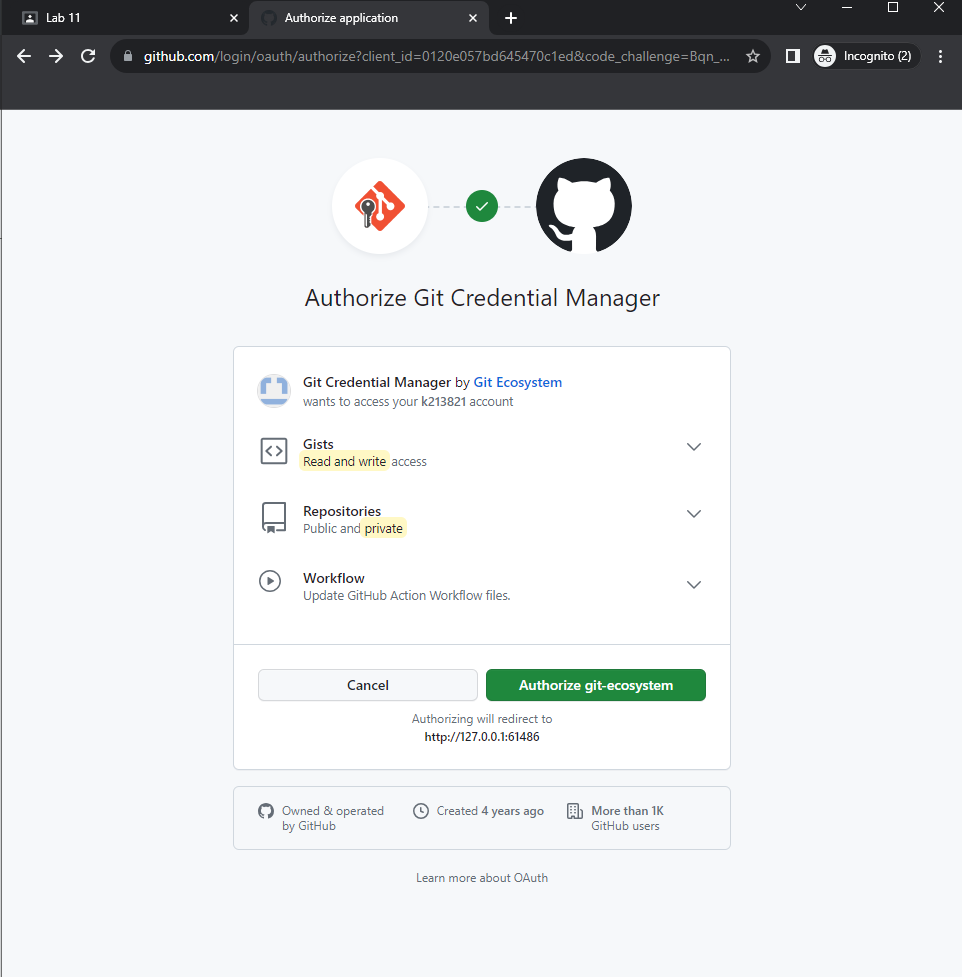 Lab 11
Authorize application
github.com/login/oauth/authorize?client_id=0120e057bd645470c1ed&code_challenge=Bqn_...
Incognito (2)
Authorize Git Credential Manager
Git Credential Manager by Git Ecosystem
wants to access your k213821 account
Gists
Read and write access
Repositories
Public and private
Workflow
Update GitHub Action Workflow files.
Cancel
Authorize git-ecosystem
Authorizing will redirect to
http://127.0.0.1:61486
Owned & operated
by GitHub
Created 4 years ago
More than 1K
GitHub users
Learn more about OAuth